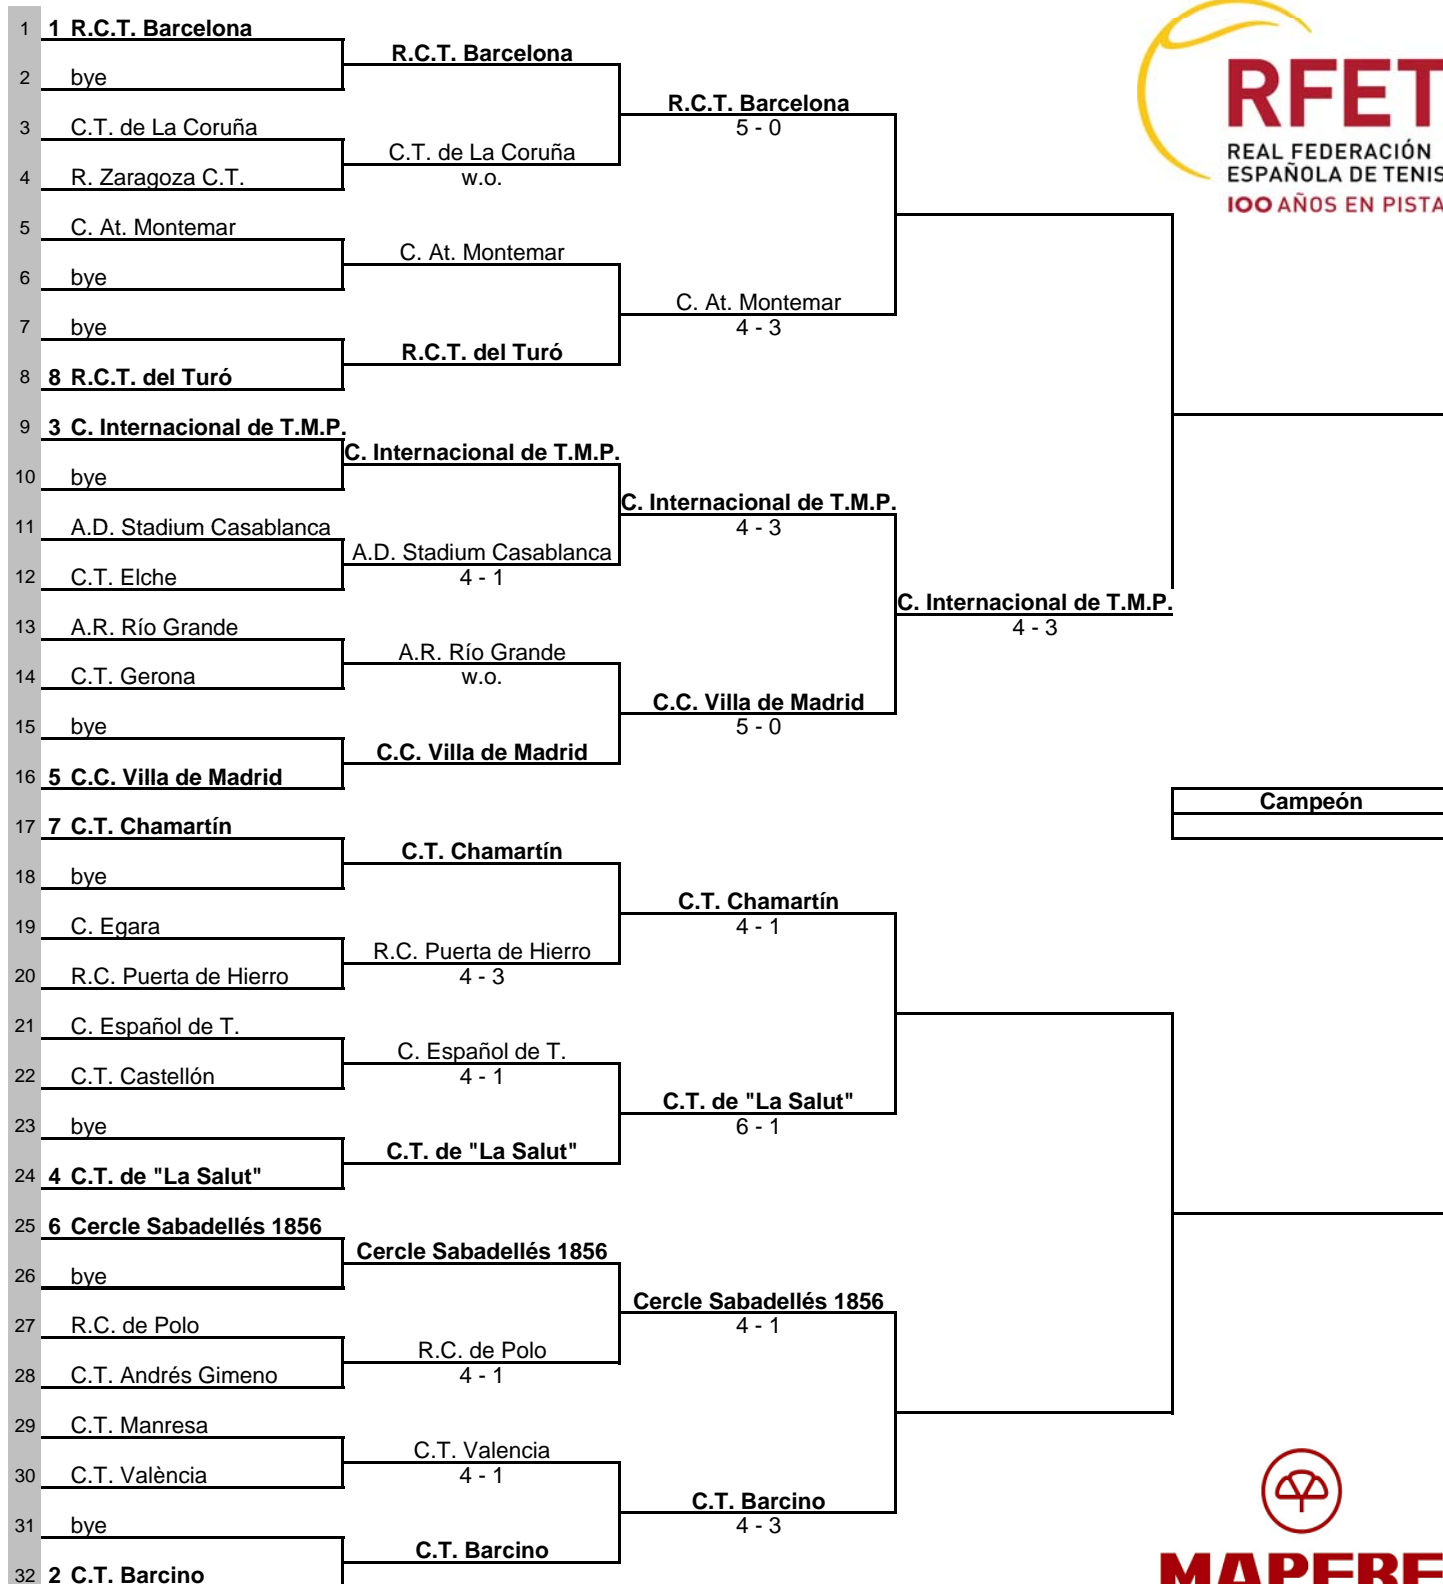 1 1 R.C.T. Barcelona
R.C.T. Barcelona
2 bye
R.C.T. Barcelona
3 C.T. de La Coruña
5 - 0
C.T. de La Coruña
4 R. Zaragoza C.T.
w.o.
5 C. At. Montemar
C. At. Montemar
6 bye
C. At. Montemar
7 bye
4 - 3
R.C.T. del Turó
8 8 R.C.T. del Turó
9 3 C. Internacional de T.M.P.
C. Internacional de T.M.P.
10 bye
C. Internacional de T.M.P.
11 A.D. Stadium Casablanca
4 - 3
A.D. Stadium Casablanca
12 C.T. Elche
4 - 1
C. Internacional de T.M.P.
13 A.R. Río Grande
4 - 3
A.R. Río Grande
14 C.T. Gerona
w.o.
C.C. Villa de Madrid
15 bye
5 - 0
C.C. Villa de Madrid
16 5 C.C. Villa de Madrid
Campeón
17 7 C.T. Chamartín
C.T. Chamartín
18 bye
C.T. Chamartín
19 C. Egara
4 - 1
R.C. Puerta de Hierro
20 R.C. Puerta de Hierro
4 - 3
21 C. Español de T.
C. Español de T.
22 C.T. Castellón
4 - 1
C.T. de "La Salut"
23 bye
6 - 1
C.T. de "La Salut"
24 4 C.T. de "La Salut"
25 6 Cercle Sabadellés 1856
Cercle Sabadellés 1856
26 bye
Cercle Sabadellés 1856
27 R.C. de Polo
4 - 1
R.C. de Polo
28 C.T. Andrés Gimeno
4 - 1
29 C.T. Manresa
C.T. Valencia
30 C.T. València
4 - 1
C.T. Barcino
31 bye
4 - 3
C.T. Barcino
32 2 C.T. Barcino
RFET
REAL FEDERACIÓN
ESPAÑOLA DE TENIS
100 AÑOS EN PISTA
MAPFRE